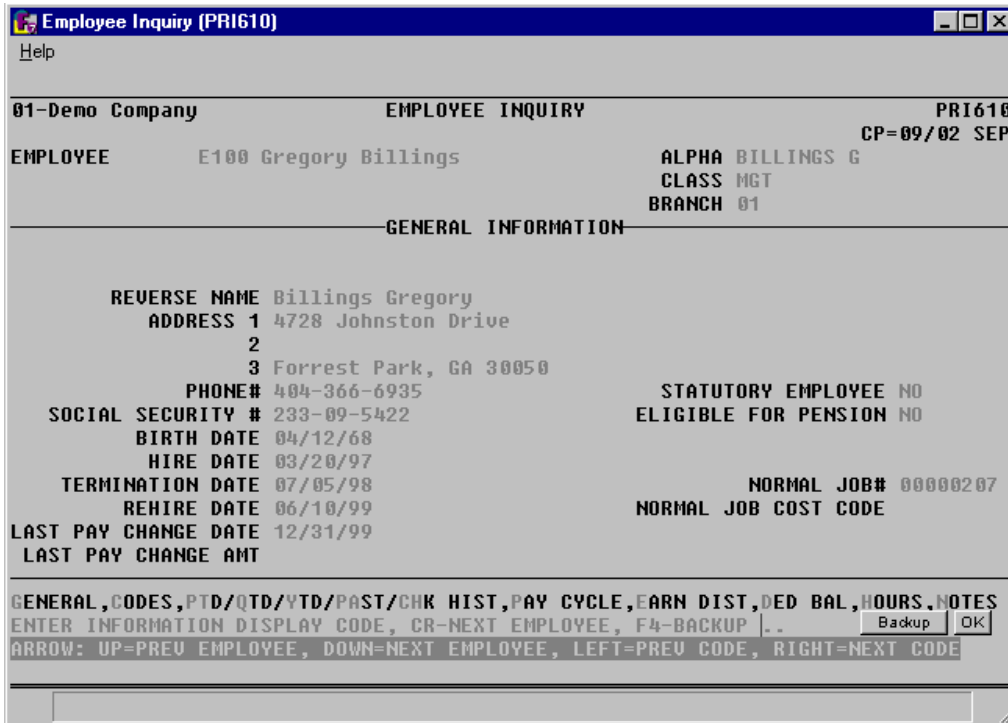 Employee Inquiry (PRI610)
Help
01-Demo Company EMPLOYEE INQUIRY PRI610
CP=09/02 SEP
EMPLOYEE E100 Gregory Billings ALPHA BILLINGS G
CLASS MGT
BRANCH 01
GENERAL INFORMATION
REVERSE NAME Billings Gregory
ADDRESS 1 4728 Johnston Drive
2
3 Forrest Park, GA 30050
PHONE# 404-366-6935 STATUTORY EMPLOYEE NO
SOCIAL SECURITY # 233-09-5422 ELIGIBLE FOR PENSION NO
BIRTH DATE 04/12/68
HIRE DATE 03/20/97
TERMINATION DATE 07/05/98 NORMAL JOB# 00000207
REHIRE DATE 06/10/99 NORMAL JOB COST CODE
LAST PAY CHANGE DATE 12/31/99
LAST PAY CHANGE AMT
GENERAL,CODES,PTD/QTD/YTD/PAST/CHK HIST,PAY CYCLE,EARN DIST,DED BAL,HOURS,NOTES
ENTER INFORMATION DISPLAY CODE, CR-NEXT EMPLOYEE, F4-BACKUP .. Backup OK
ARROW: UP=PREV EMPLOYEE, DOWN=NEXT EMPLOYEE, LEFT=PREV CODE, RIGHT=NEXT CODE